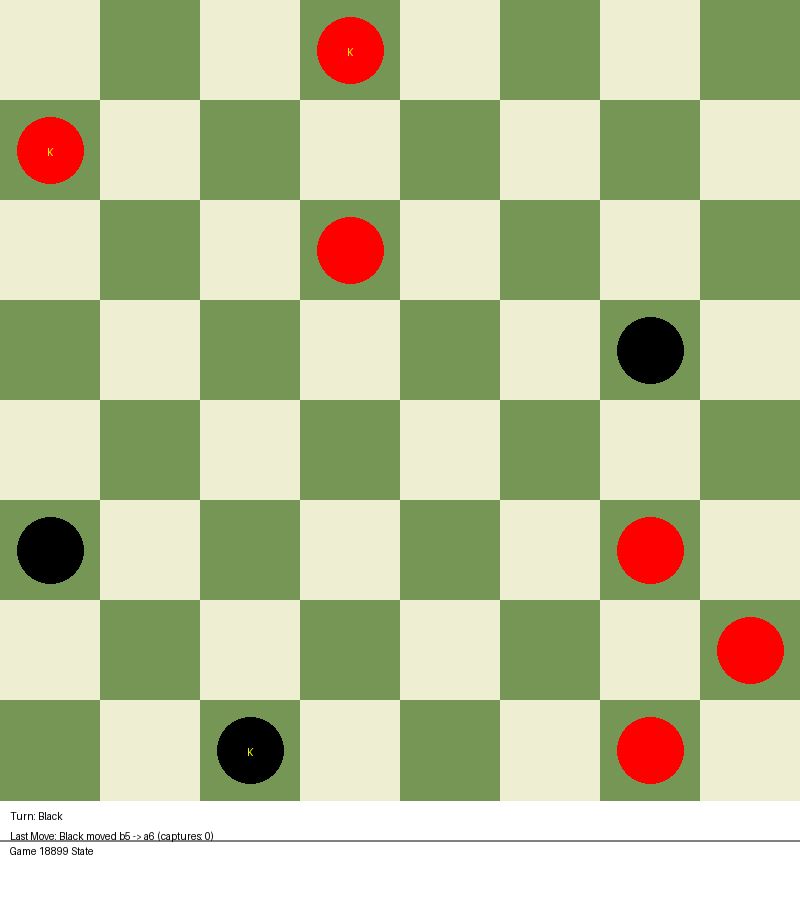 K
K
K
Turn: Black
Last Move: Black moved b5 -> a6 (captures: 0)
Game 18899 State